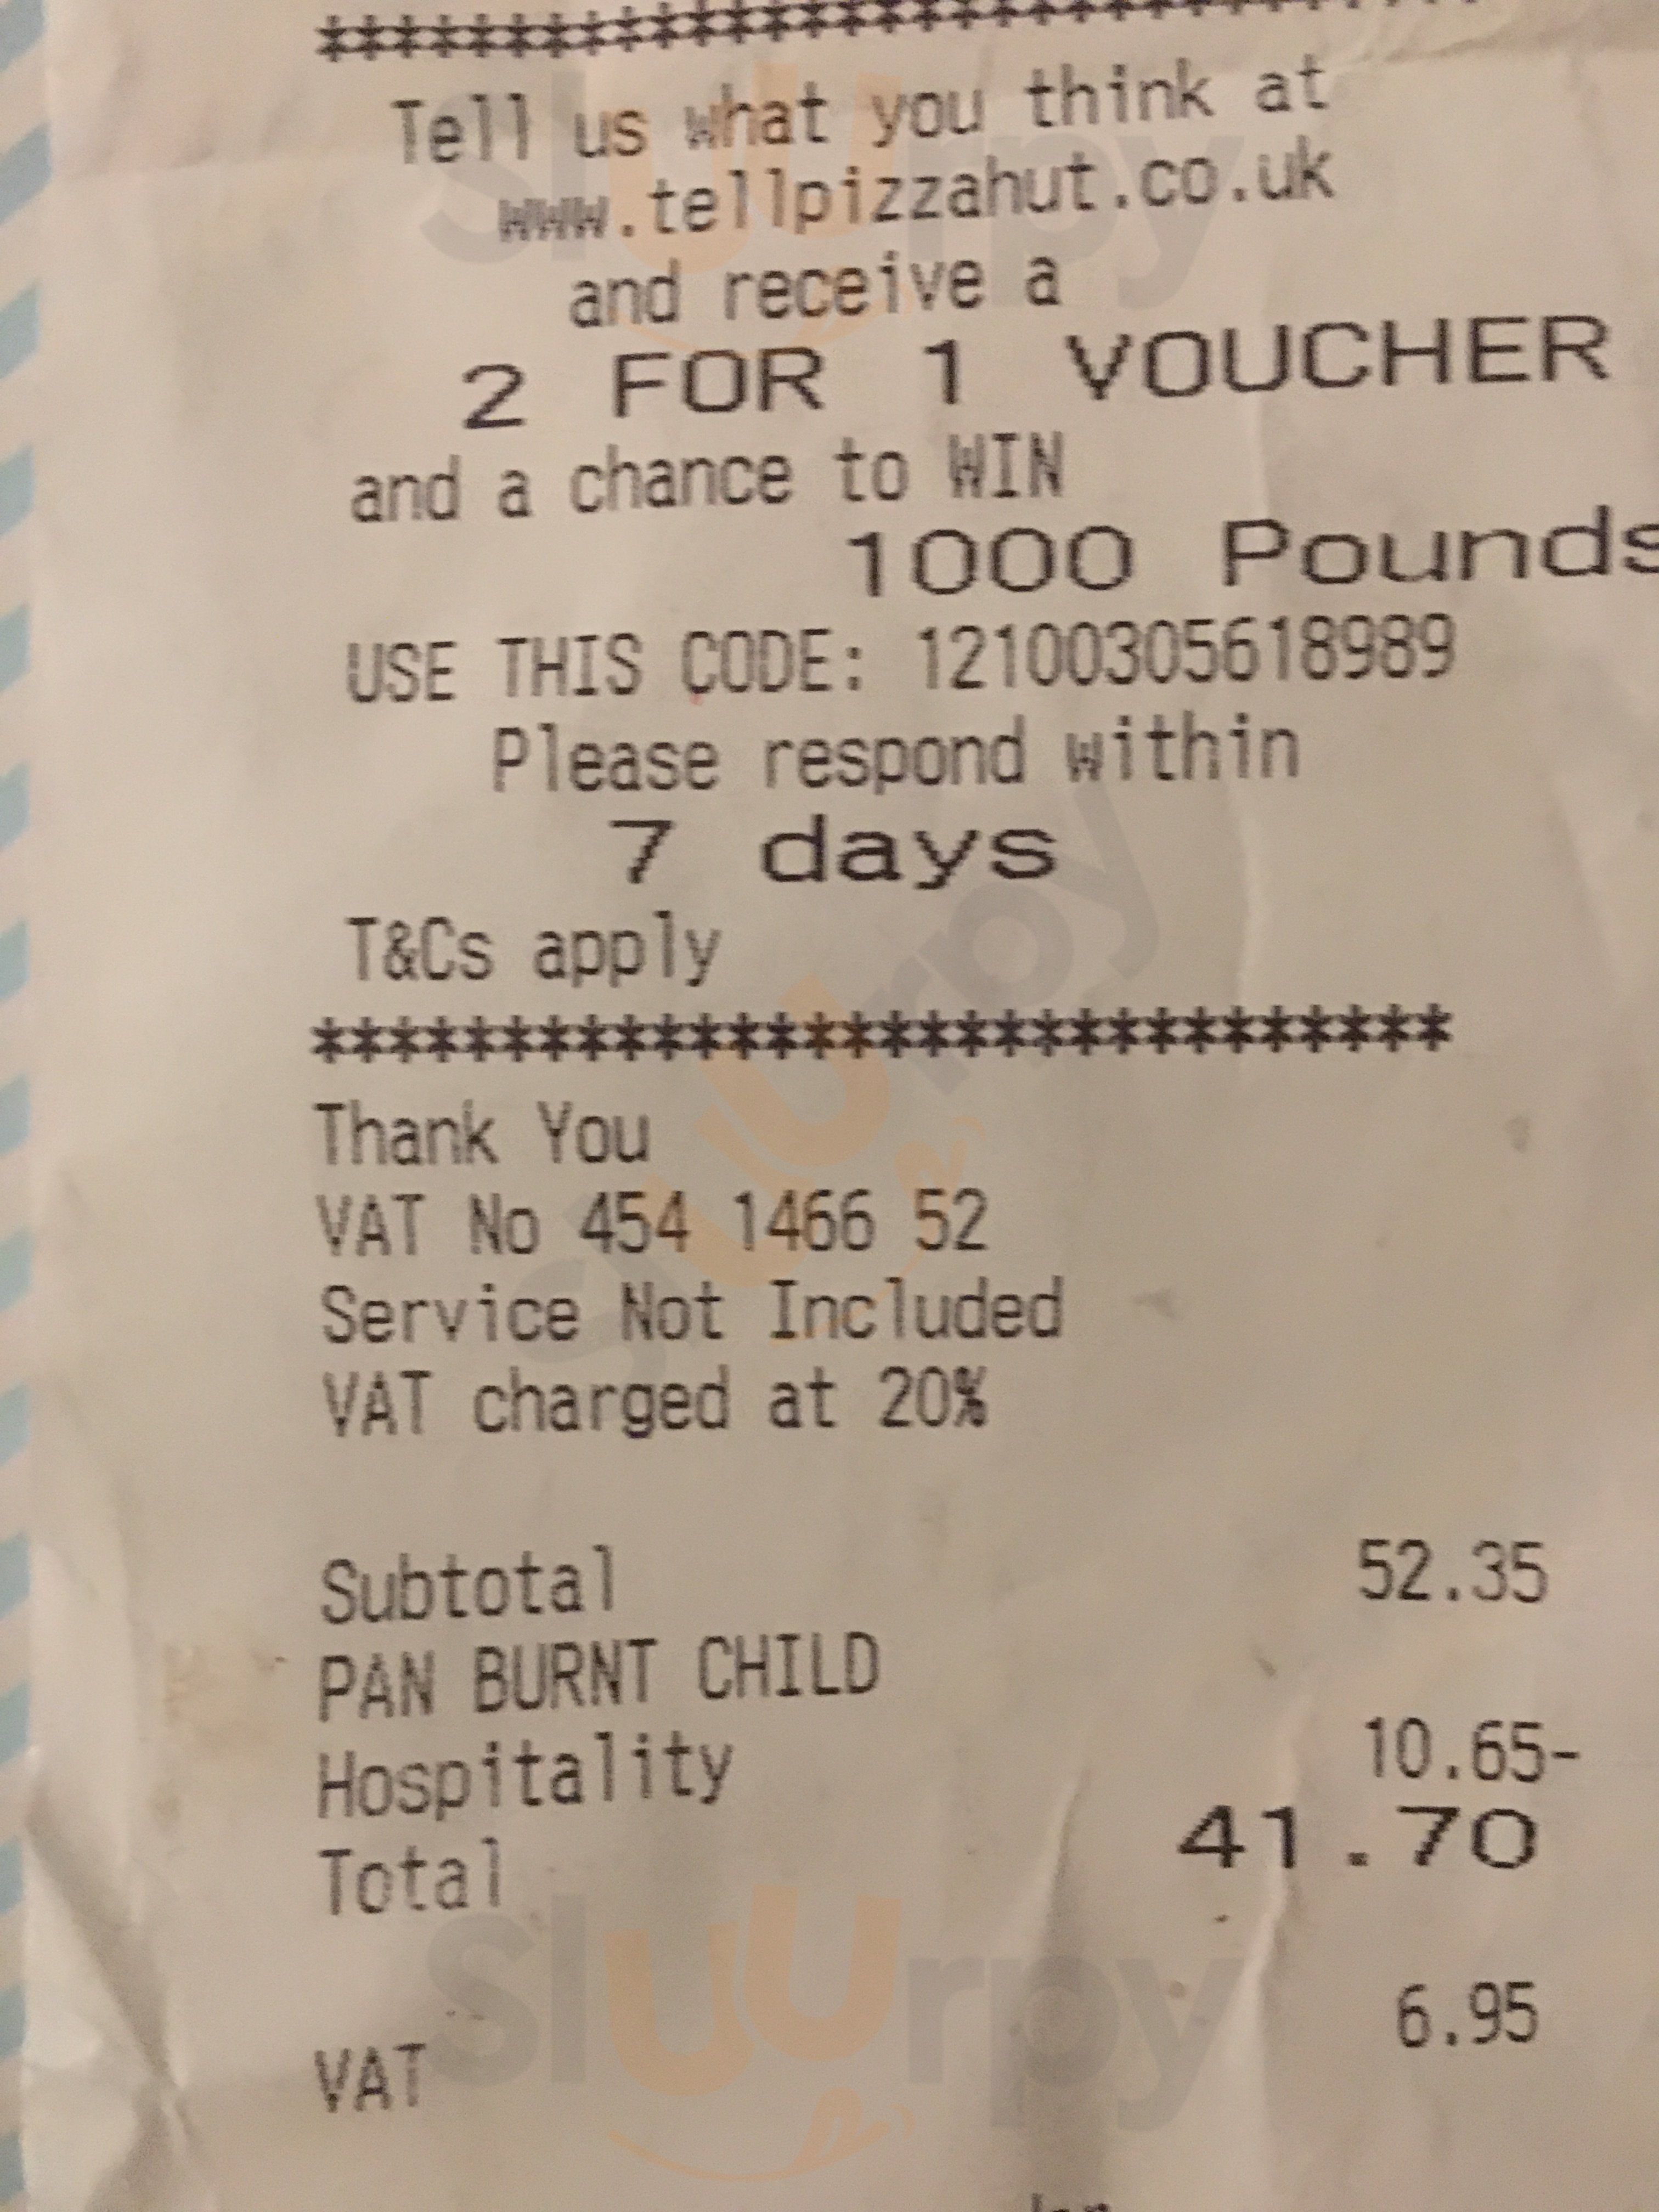 *******************************
Tell us what you think at
www.tellpizzahut.co.uk
and receive a
2 FOR 1 VOUCHER
and a chance to WIN
1000 Pounds
USE THIS CODE: 12100305618989
Please respond within
7 days
T&Cs apply
******************************
Thank You
VAT No 454 1466 52
Service Not Included
VAT charged at 20%
Subtotal 52.35
PAN BURNT CHILD
Hospitality 10.65-
Total 41.70
VAT 6.95
sluurpy
sluurpy
sluurpy